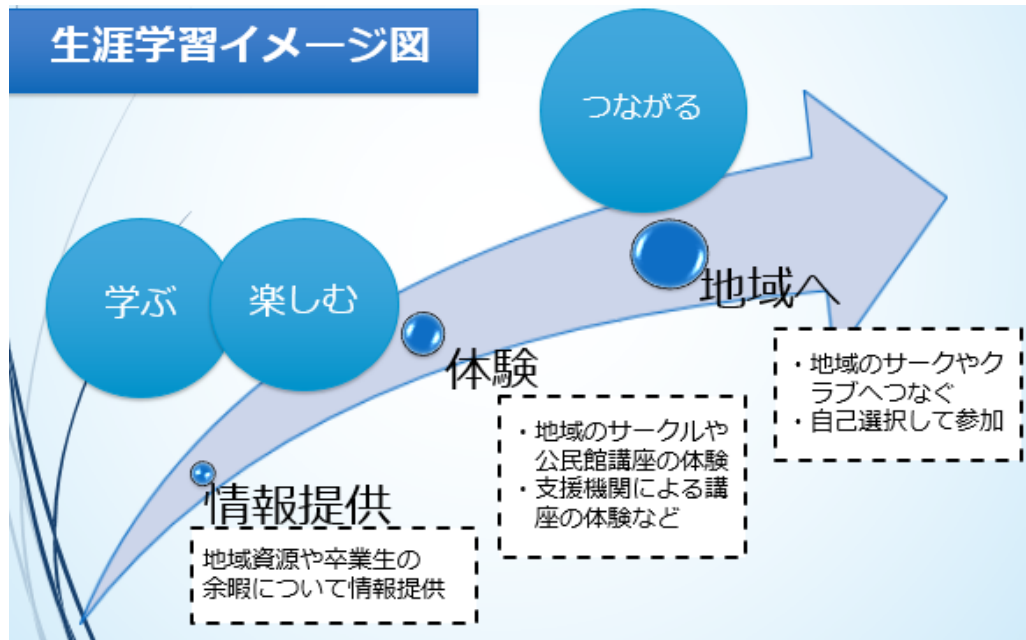 生涯学習イメージ図
つながる
学ぶ
楽しむ
地域へ
・地域のサークやク
ラブへつなぐ
・自己選択して参加
体験
・地域のサークルや
公民館講座の体験
・支援機関による講
座の体験など
情報提供
地域資源や卒業生の
余暇について情報提供